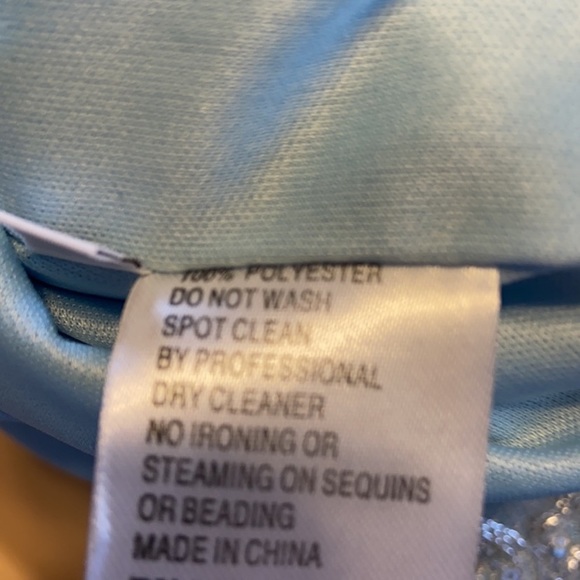 100% POLYESTER
DO NOT WASH
SPOT CLEAN
BY PROFESSIONAL
DRY CLEANER
NO IRONING OR
STEAMING ON SEQUINS
OR BEADING
MADE IN CHINA